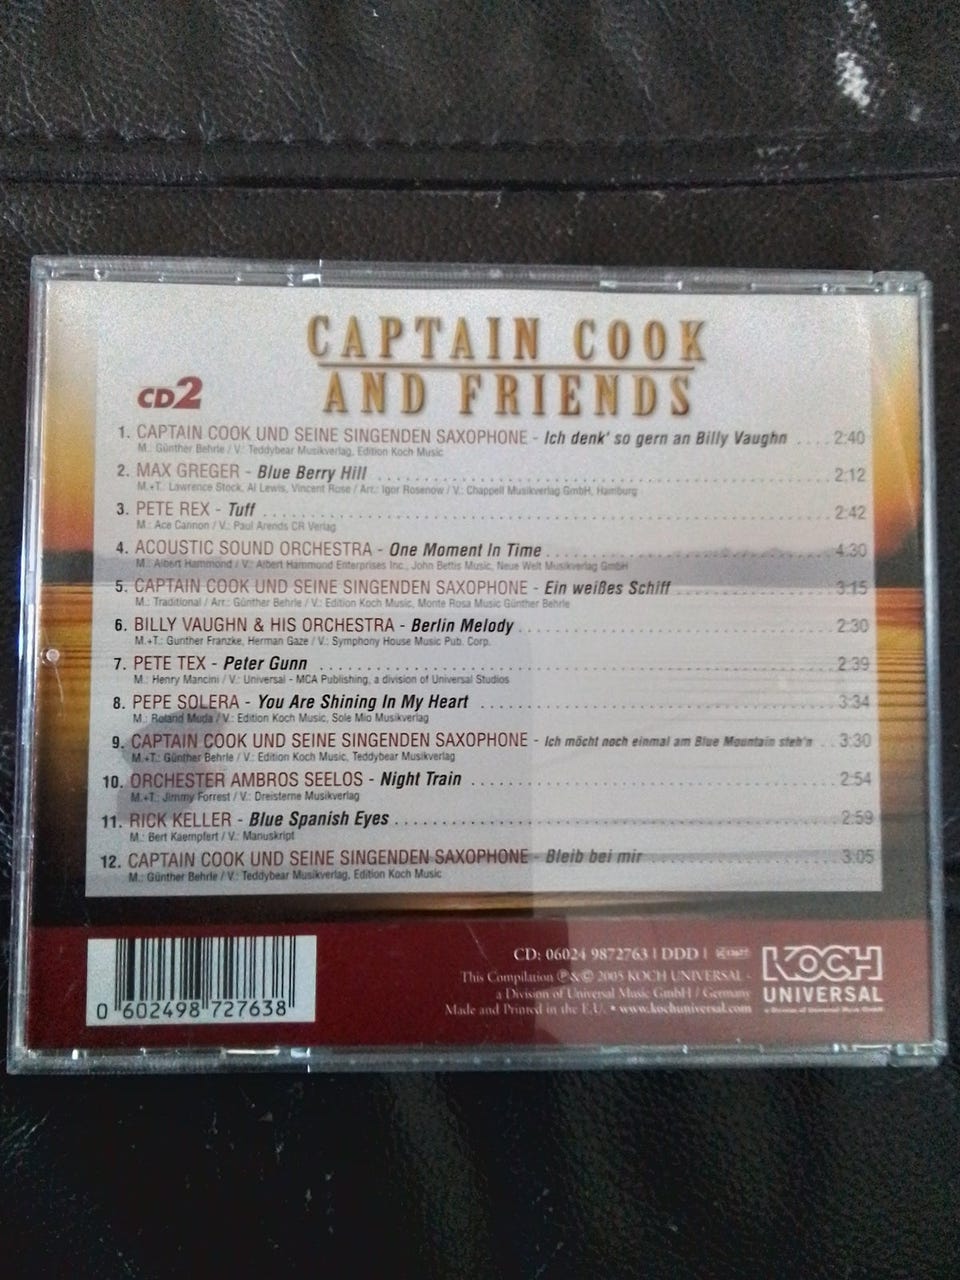 CAPTAIN COOK
AND FRIENDS
CD2
1. CAPTAIN COOK UND SEINE SINGENDEN SAXOPHONE - Ich denk' so gern an Billy Vaughn .... 2:40
M.: Günther Behrle / V.: Teddybear Musikverlag, Edition Koch Music
2. MAX GREGER - Blue Berry Hill 2:12
M.+T.: Lawrence Stock, Al Lewis, Vincent Rose / Arr.: Igor Rosenow / V.: Chappell Musikverlag GmbH, Hamburg
3. PETE REX - Tuff 2:42
M.: Ace Cannon / V.: Paul Arends CR Verlag
4. ACOUSTIC SOUND ORCHESTRA - One Moment In Time 4:30
M.: Albert Hammond / V.: Albert Hammond Enterprises Inc., John Bettis Music, Neue Welt Musikverlag GmbH
5. CAPTAIN COOK UND SEINE SINGENDEN SAXOPHONE - Ein weißes Schiff 3:15
M.: Traditional / Arr.: Günther Behrle / V.: Edition Koch Music, Monte Rosa Music Günther Behrle
6. BILLY VAUGHN & HIS ORCHESTRA - Berlin Melody 2:30
M.+T.: Gunther Franzke, Herman Gaze / V.: Symphony House Music Pub. Corp.
7. PETE TEX - Peter Gunn 2:39
M.: Henry Mancini / V.: Universal - MCA Publishing, a division of Universal Studios
8. PEPE SOLERA - You Are Shining In My Heart 3:34
M.: Roland Muda / V.: Edition Koch Music, Sole Mio Musikverlag
9. CAPTAIN COOK UND SEINE SINGENDEN SAXOPHONE - Ich möcht noch einmal am Blue Mountain steh'n .. 3:30
M.+T.: Günther Behrle / V.: Edition Koch Music, Teddybear Musikverlag
10. ORCHESTER AMBROS SEELOS - Night Train 2:54
M.+T.: Jimmy Forrest / V.: Dreisterne Musikverlag
11. RICK KELLER - Blue Spanish Eyes 2:59
M.: Bert Kaempfert / V.: Manuskript
12. CAPTAIN COOK UND SEINE SINGENDEN SAXOPHONE - Bleib bei mir 3:05
M.: Günther Behrle / V.: Teddybear Musikverlag, Edition Koch Music
CD: 06024 9872763 | DDD |
This Compilation ℗&© 2005 KOCH UNIVERSAL -
a Division of Universal Music GmbH / Germany
Made and Printed in the E.U. • www.kochuniversal.com
KOCH
UNIVERSAL
a Division of Universal Music GmbH
0 602498 727638